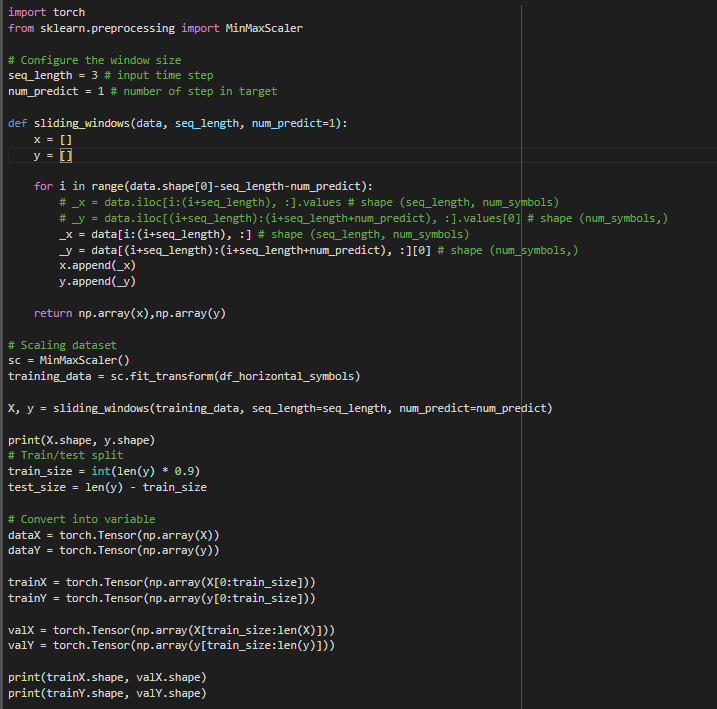 import torch
from sklearn.preprocessing import MinMaxScaler

# Configure the window size
seq_length = 3 # input time step
num_predict = 1 # number of step in target

def sliding_windows(data, seq_length, num_predict=1):
    x = []
    y = []

    for i in range(data.shape[0]-seq_length-num_predict):
        # _x = data.iloc[i:(i+seq_length), :].values # shape (seq_length, num_symbols)
        # _y = data.iloc[(i+seq_length):(i+seq_length+num_predict), :].values[0] # shape (num_symbols,)
        _x = data[i:(i+seq_length), :] # shape (seq_length, num_symbols)
        _y = data[(i+seq_length):(i+seq_length+num_predict), :][0] # shape (num_symbols,)
        x.append(_x)
        y.append(_y)

    return np.array(x),np.array(y)

# Scaling dataset
sc = MinMaxScaler()
training_data = sc.fit_transform(df_horizontal_symbols)

X, y = sliding_windows(training_data, seq_length=seq_length, num_predict=num_predict)

print(X.shape, y.shape)
# Train/test split
train_size = int(len(y) * 0.9)
test_size = len(y) - train_size

# Convert into variable
dataX = torch.Tensor(np.array(X))
dataY = torch.Tensor(np.array(y))

trainX = torch.Tensor(np.array(X[0:train_size]))
trainY = torch.Tensor(np.array(y[0:train_size]))

valX = torch.Tensor(np.array(X[train_size:len(X)]))
valY = torch.Tensor(np.array(y[train_size:len(y)]))

print(trainX.shape, valX.shape)
print(trainY.shape, valY.shape)